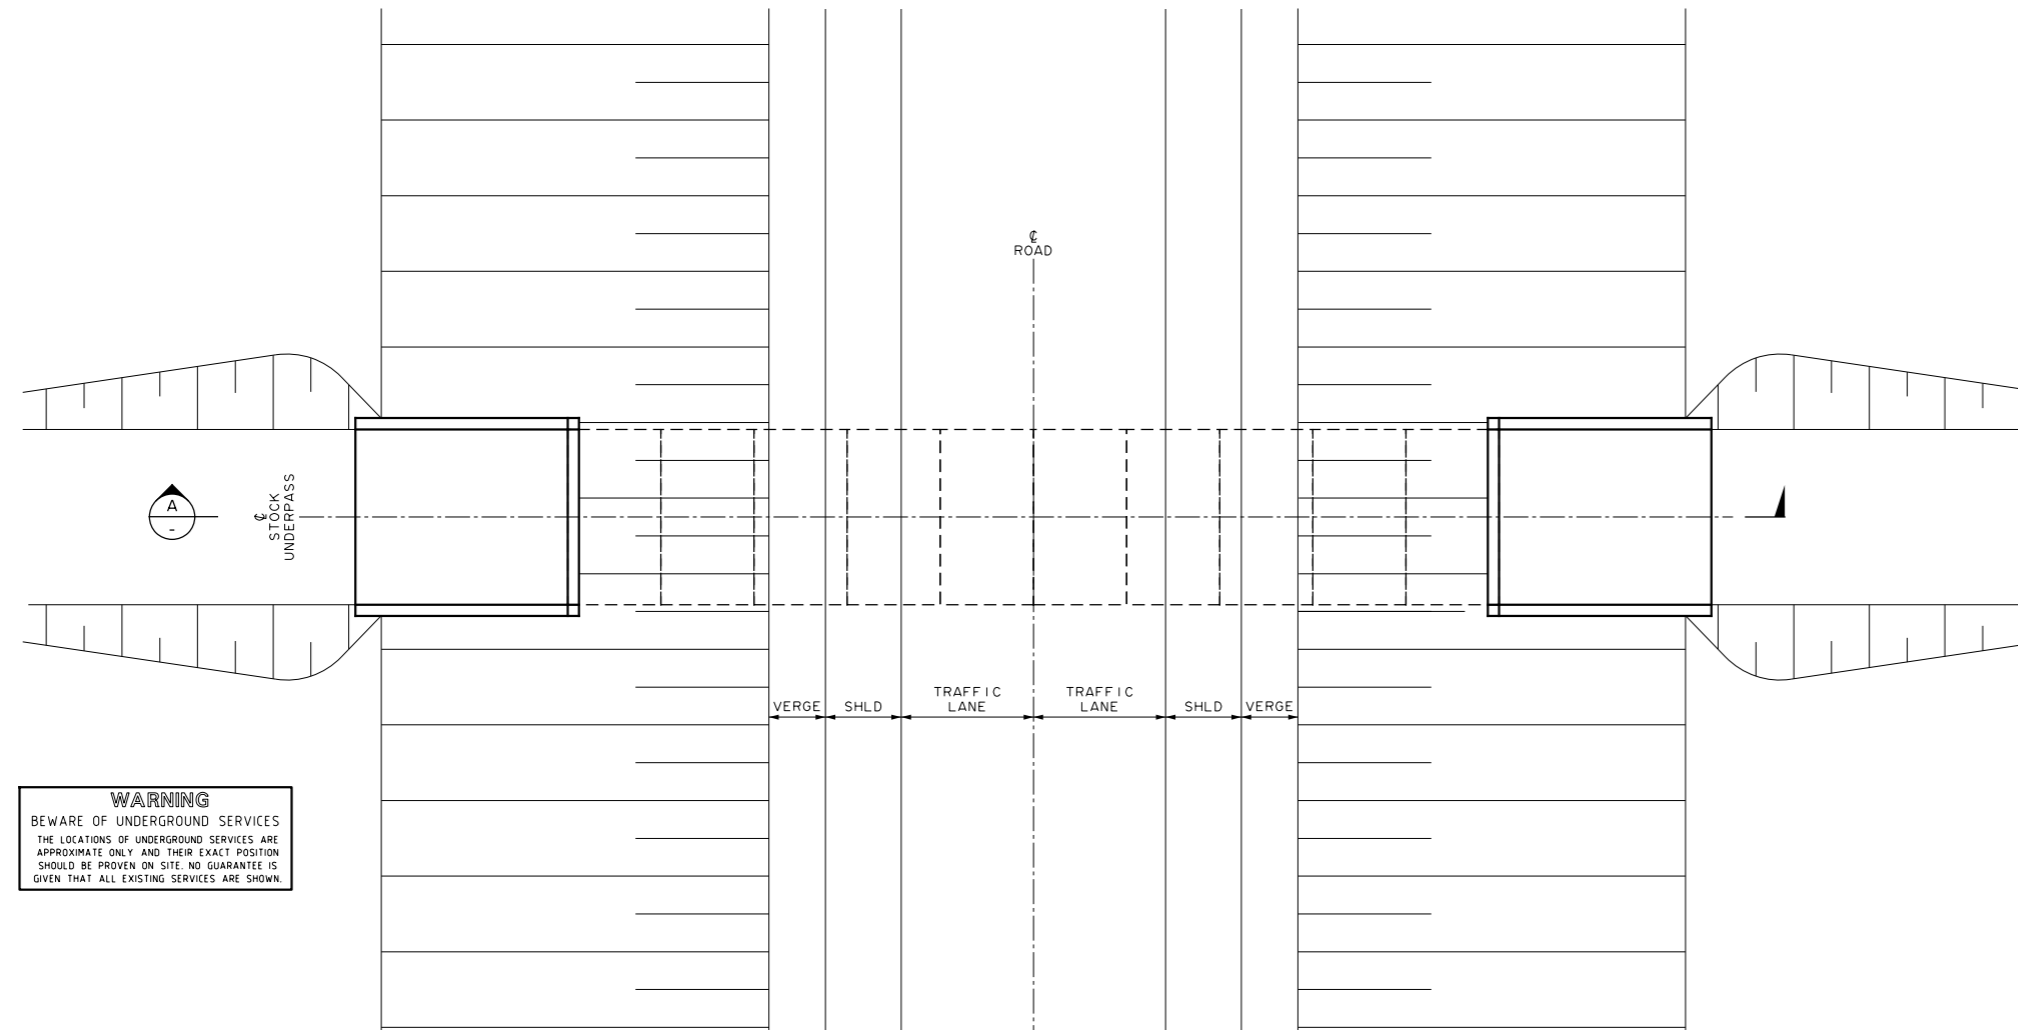 ℄
ROAD
A
-
℄
STOCK
UNDERPASS
VERGE
SHLD
TRAFFIC
LANE
TRAFFIC
LANE
SHLD
VERGE
WARNING
BEWARE OF UNDERGROUND SERVICES
THE LOCATIONS OF UNDERGROUND SERVICES ARE
APPROXIMATE ONLY AND THEIR EXACT POSITION
SHOULD BE PROVEN ON SITE. NO GUARANTEE IS
GIVEN THAT ALL EXISTING SERVICES ARE SHOWN.